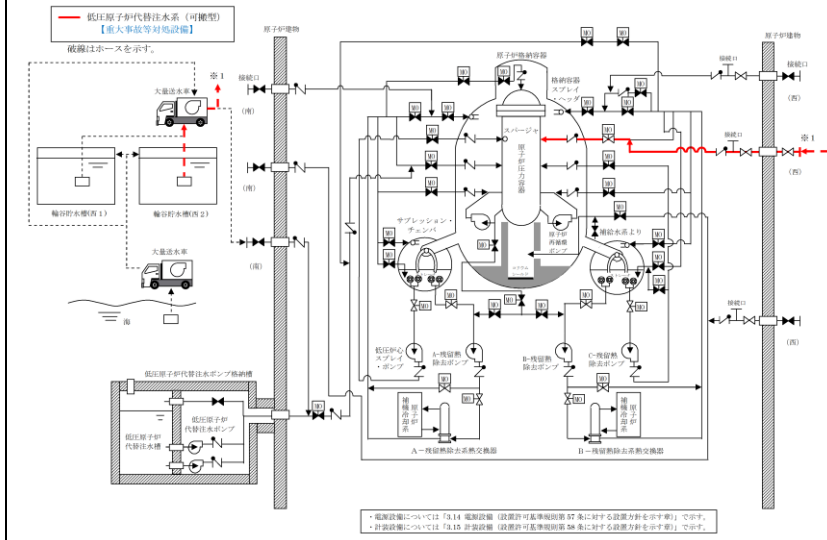 低圧原子炉代替注水系（可搬型）
【重大事故等対処設備】
破線はホースを示す。
原子炉建物
原子炉建物
※1
大量送水車
接続口
(南)
(南)
(南)
輪谷貯水槽(西1)
輪谷貯水槽(西2)
大量送水車
海
原子炉格納容器
格納容器
スプレイ・
ヘッダ
スパージャ
原子炉圧力容器
サプレッション・
チェンバ
原子炉
再循環
ポンプ
補給水系より
接続口
(西)
接続口
※1
(西)
接続口
(西)
MO
低圧炉心
スプレイ・
ポンプ
A-残留熱
除去ポンプ
B-残留熱
除去ポンプ
C-残留熱
除去ポンプ
原子炉
補機冷却系
原子炉
補機冷却系
A－残留熱除去系熱交換器
B－残留熱除去系熱交換器
低圧原子炉代替注水ポンプ格納槽
低圧原子炉
代替注水槽
低圧原子炉
代替注水ポンプ
・電源設備については「3.14 電源設備（設置許可基準規則第57条に対する設置方針を示す章）」で示す。
・計装設備については「3.15 計装設備（設置許可基準規則第58条に対する設置方針を示す章）」で示す。